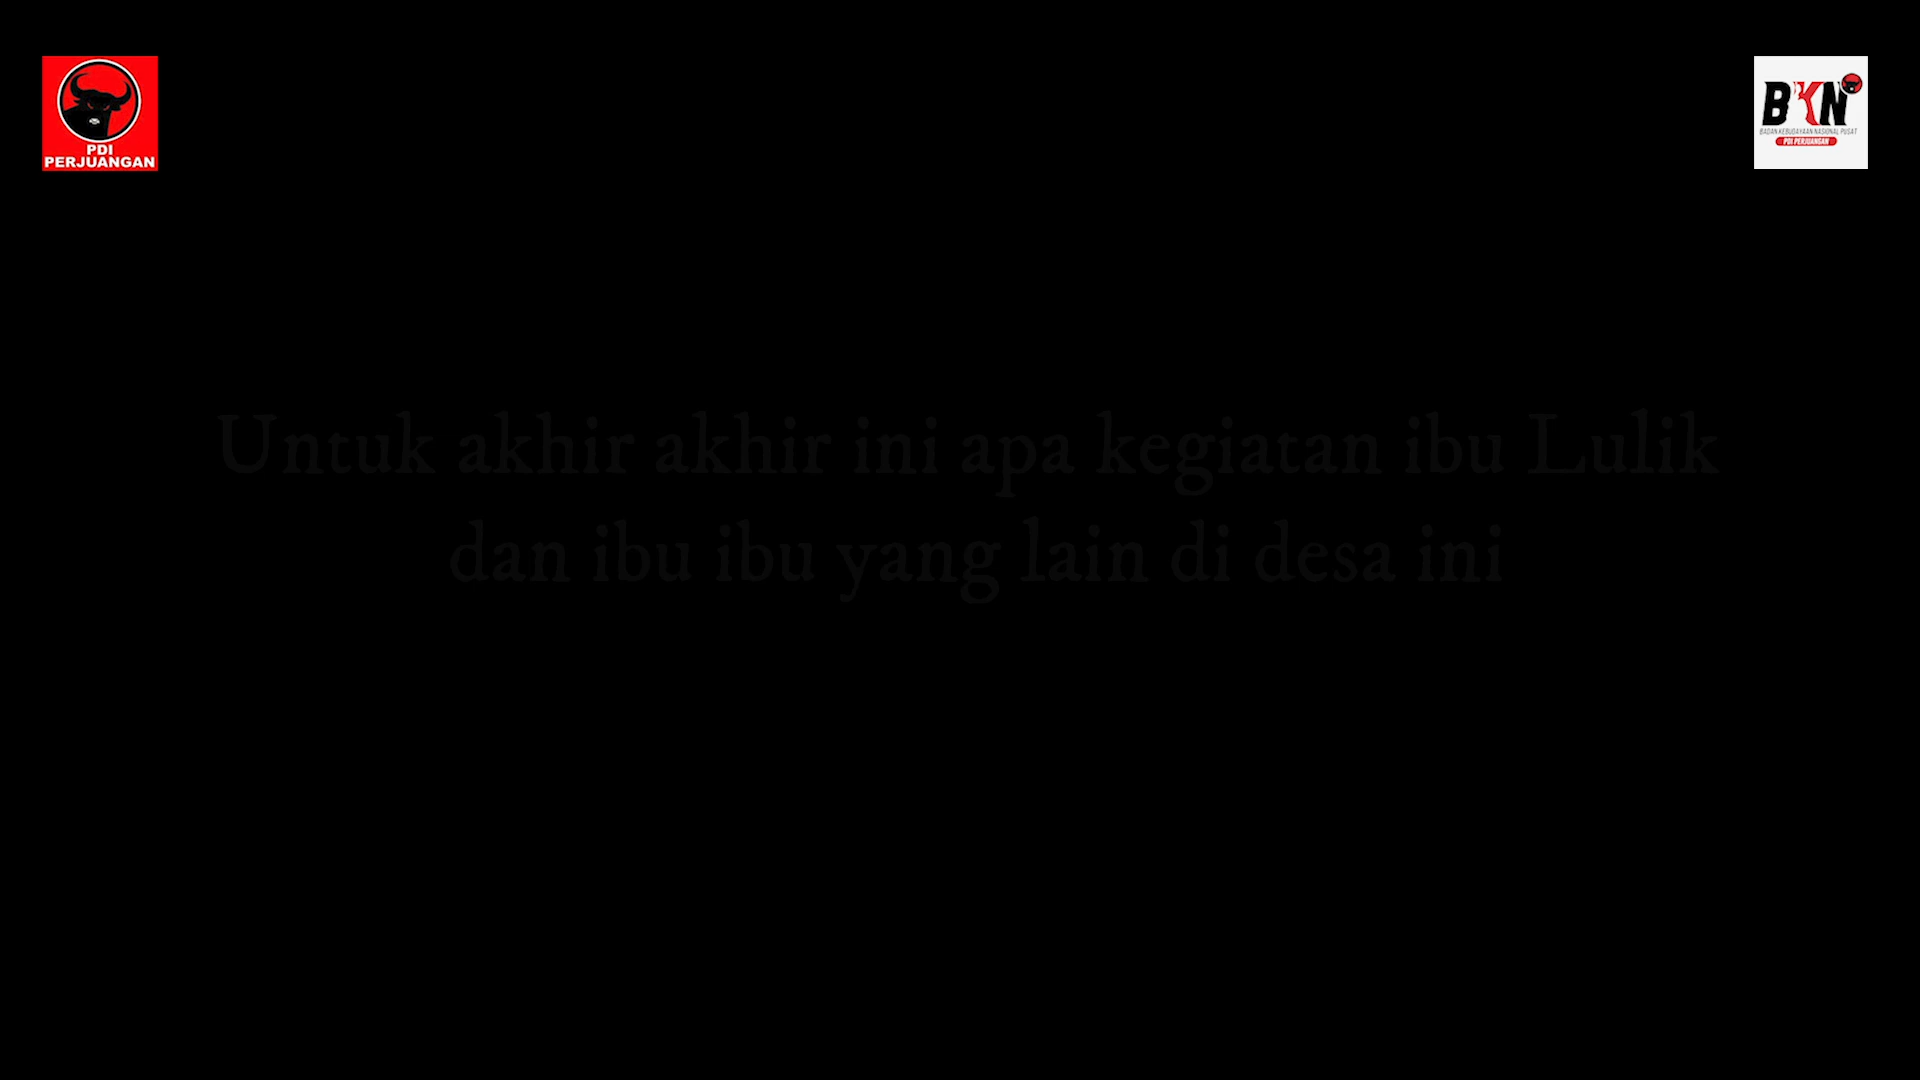 PDI
PERJUANGAN
BKN
BADAN KEBUDAYAAN NASIONAL PUSAT
PDI PERJUANGAN
Untuk akhir akhir ini apa kegiatan ibu Lulik
dan ibu ibu yang lain di desa ini